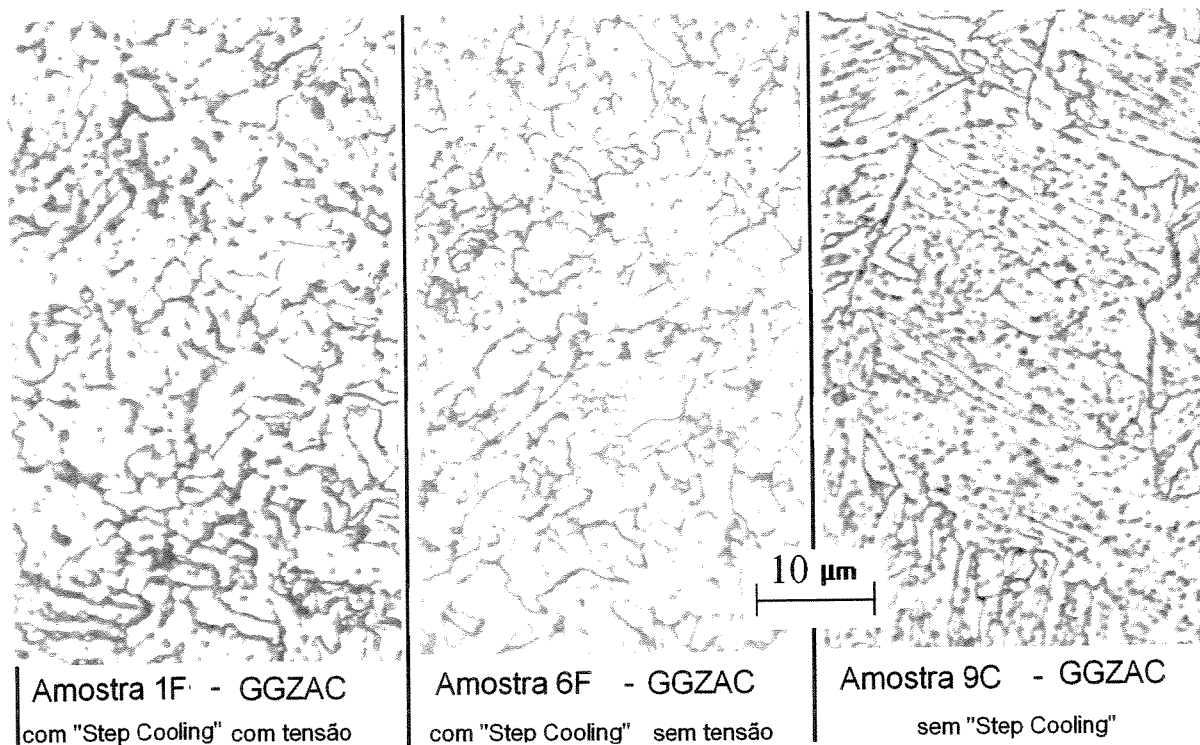 10 µm
Amostra 1F - GGZAC
com "Step Cooling" com tensão
Amostra 6F - GGZAC
com "Step Cooling" sem tensão
Amostra 9C - GGZAC
sem "Step Cooling"